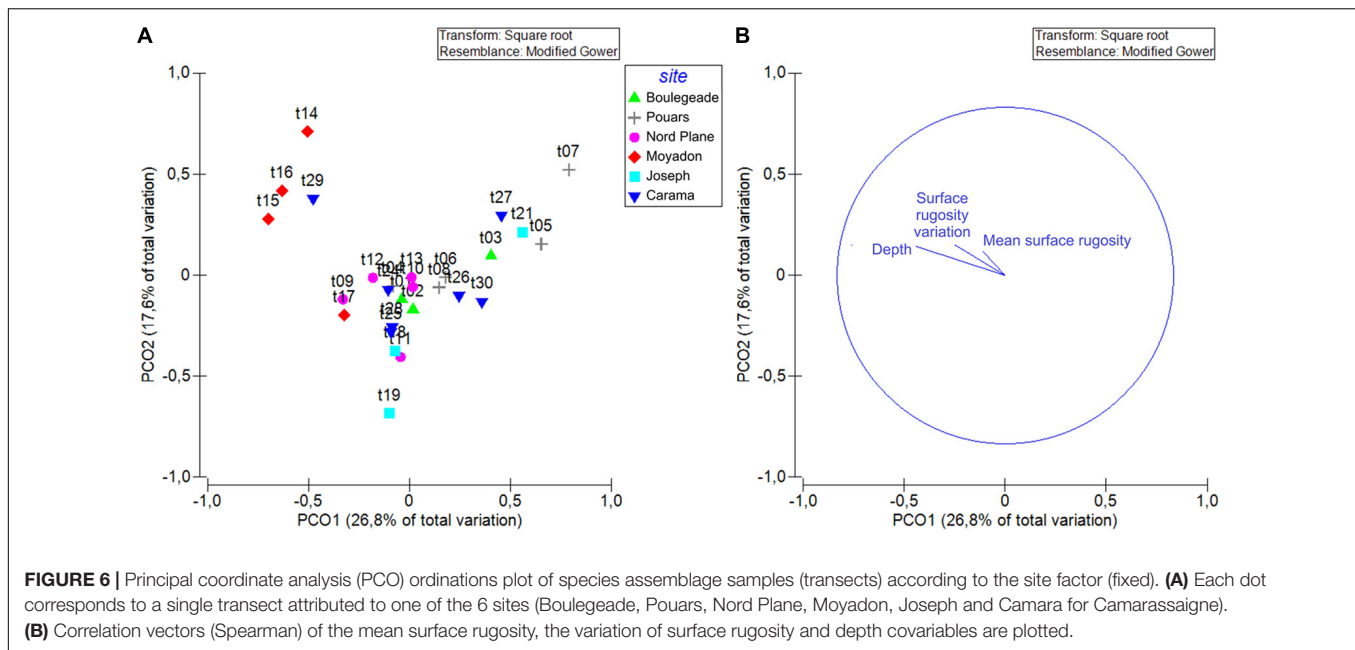 A
Transform: Square root
Resemblance: Modified Gower
site
Boulegeade
Pouars
Nord Plane
Moyadon
Joseph
Carama
1,0
0,5
0
-0,5
-1,0
PCO2 (17,6% of total variation)
t14
t16
t15
t29
t07
t27
t21
t05
t03
t12
t13
t06
t04
t24
t10
t08
t01
t26
t30
t09
t17
t02
t28
t25
t18
t11
t19
-1,0
-0,5
0
0,5
1,0
PCO1 (26,8% of total variation)
B
Transform: Square root
Resemblance: Modified Gower
1,0
0,5
0
-0,5
-1,0
PCO2 (17,6% of total variation)
Surface
rugosity
variation
Mean surface rugosity
Depth
-1,0
-0,5
0
0,5
1,0
PCO1 (26,8% of total variation)
FIGURE 6 | Principal coordinate analysis (PCO) ordinations plot of species assemblage samples (transects) according to the site factor (fixed). (A) Each dot
corresponds to a single transect attributed to one of the 6 sites (Boulegeade, Pouars, Nord Plane, Moyadon, Joseph and Camara for Camarassaigne).
(B) Correlation vectors (Spearman) of the mean surface rugosity, the variation of surface rugosity and depth covariables are plotted.